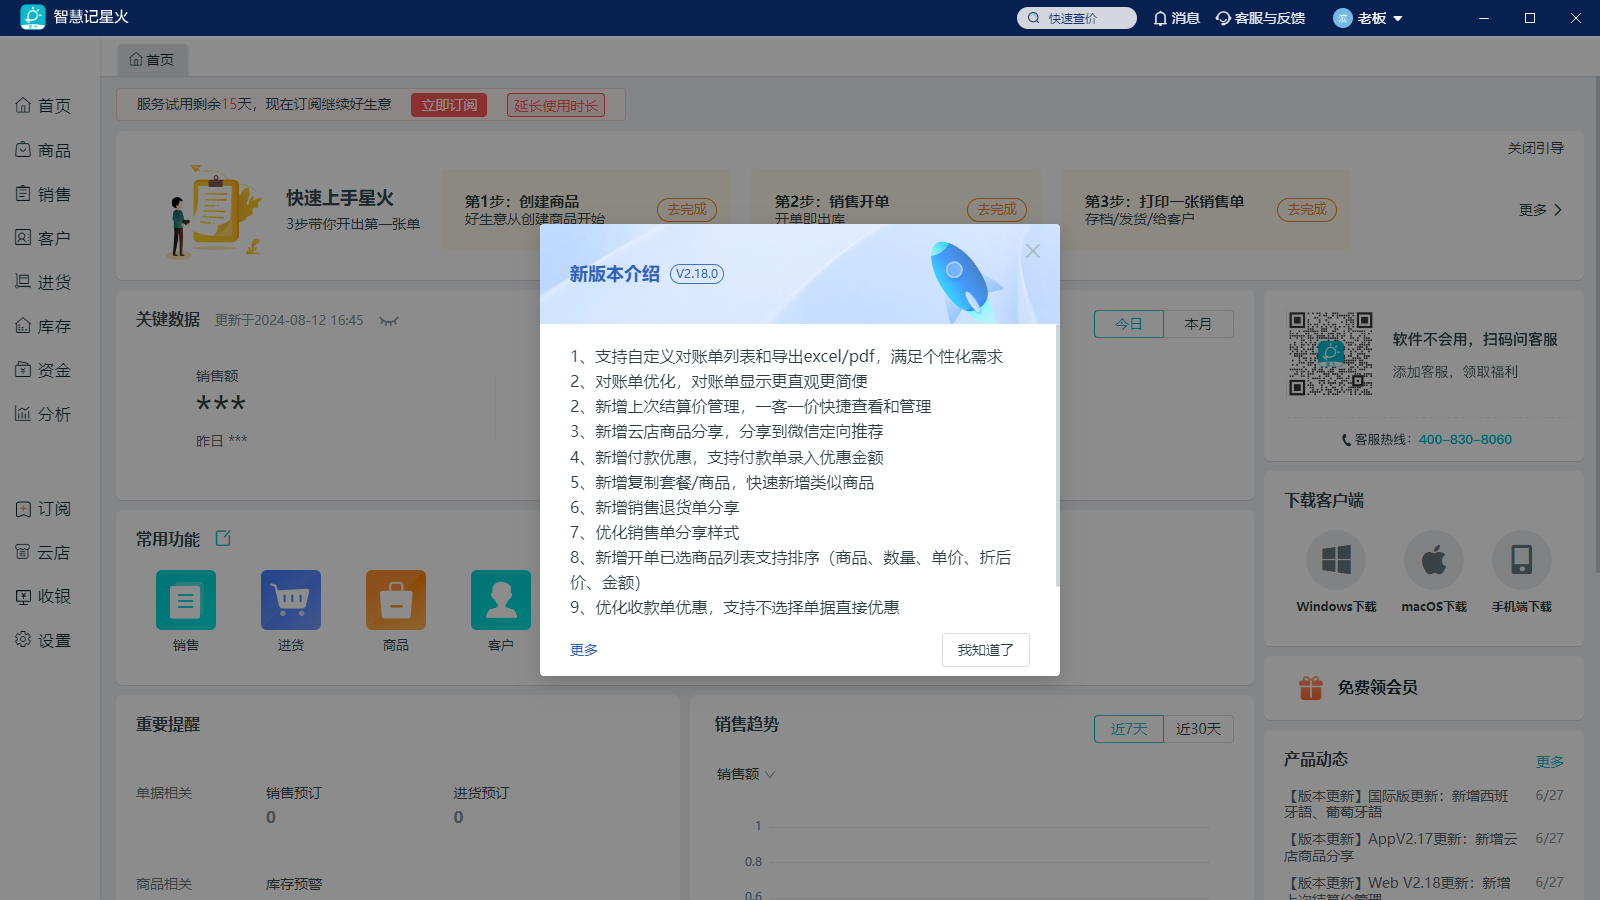 智慧记星火
快速查价
消息
客服与反馈
老板
首页
服务试用剩余15天，现在订阅继续好生意
立即订阅
延长使用时长
首页
商品
销售
客户
进货
库存
资金
分析
订阅
云店
收银
设置
关闭引导
快速上手星火
3步带你开出第一张单
第1步：创建商品
好生意从创建商品开始
去完成
第2步：销售开单
开单即出库
去完成
第3步：打印一张销售单
存档/发货/给客户
去完成
更多
新版本介绍
V2.18.0
1、支持自定义对账单列表和导出excel/pdf，满足个性化需求
2、对账单优化，对账单显示更直观更简便
2、新增上次结算价管理，一客一价快捷查看和管理
3、新增云店商品分享，分享到微信定向推荐
4、新增付款优惠，支持付款单录入优惠金额
5、新增复制套餐/商品，快速新增类似商品
6、新增销售退货单分享
7、优化销售单分享样式
8、新增开单已选商品列表支持排序（商品、数量、单价、折后
价、金额）
9、优化收款单优惠，支持不选择单据直接优惠
更多
我知道了
关键数据
更新于2024-08-12 16:45
今日
本月
销售额
***
昨日 ***
软件不会用，扫码问客服
添加客服，领取福利
客服热线：400-830-8060
常用功能
销售
进货
商品
客户
下载客户端
Windows下载
macOS下载
手机端下载
免费领会员
重要提醒
单据相关
销售预订
0
进货预订
0
商品相关
库存预警
销售趋势
近7天
近30天
销售额
1
0.8
0.6
产品动态
更多
【版本更新】国际版更新：新增西班
牙語、葡萄牙語
6/27
【版本更新】AppV2.17更新：新增云
店商品分享
6/27
【版本更新】Web V2.18更新：新增
上次结算价管理
6/27